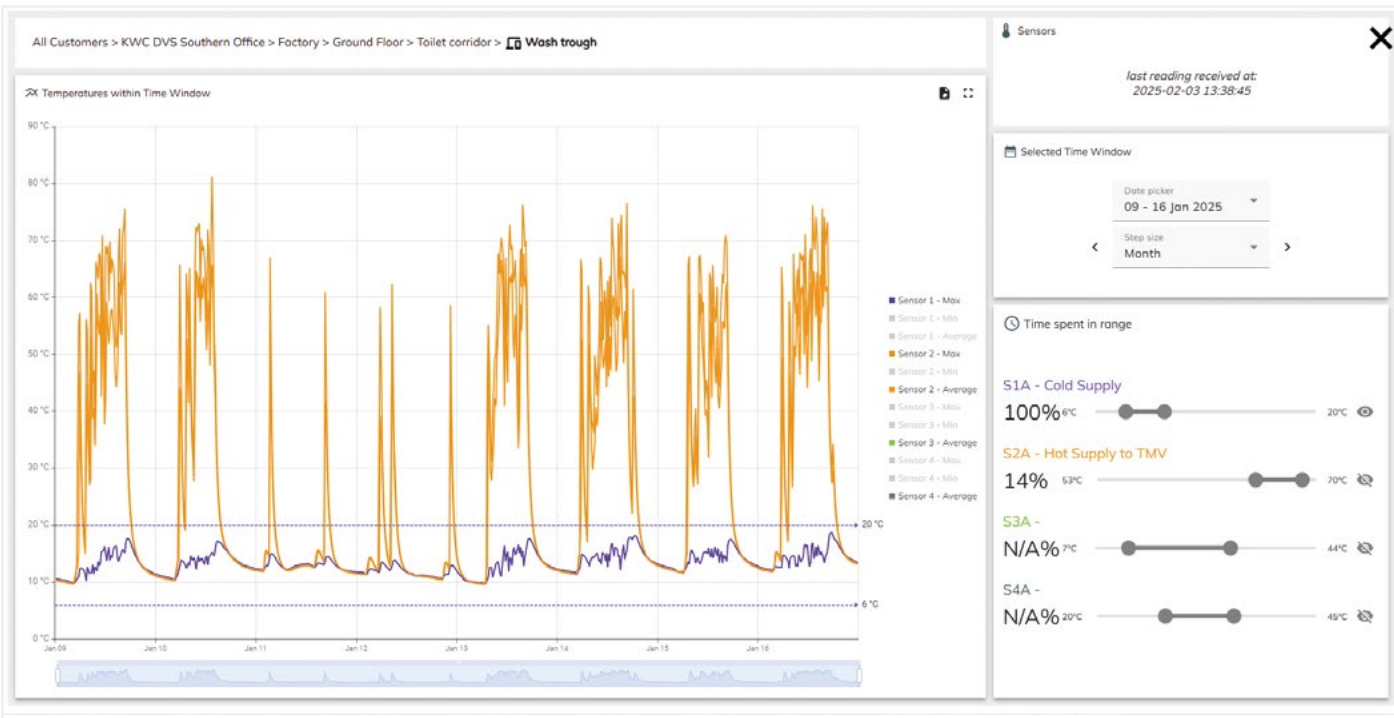 All Customers > KWC DVS Southern Office > Factory > Ground Floor > Toilet corridor > Wash trough
Temperatures within Time Window
90 °C
80 °C
70 °C
60 °C
50 °C
40 °C
30 °C
20 °C
10 °C
0 °C
20 °C
6 °C
Jan 09
Jan 10
Jan 11
Jan 12
Jan 13
Jan 14
Jan 15
Jan 16
Sensor 1 - Max
Sensor 1 - Min
Sensor 1 - Average
Sensor 2 - Max
Sensor 2 - Min
Sensor 2 - Average
Sensor 3 - Max
Sensor 3 - Min
Sensor 3 - Average
Sensor 4 - Max
Sensor 4 - Min
Sensor 4 - Average
Sensors
last reading received at:
2025-02-03 13:38:45
Selected Time Window
Date picker
09 - 16 Jan 2025
Step size
Month
Time spent in range
S1A - Cold Supply
100% 6°C 20°C
S2A - Hot Supply to TMV
14% 53°C 70°C
S3A -
N/A% 7°C 44°C
S4A -
N/A% 20°C 45°C